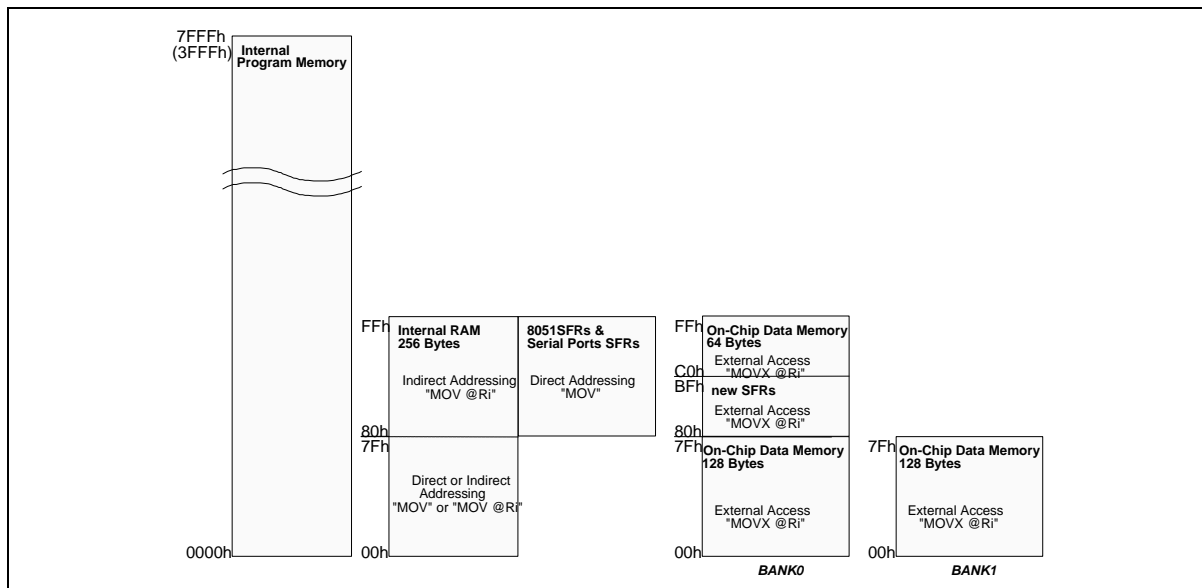 7FFFh
(3FFFh)
Internal
Program Memory
0000h
FFh
Internal RAM
256 Bytes
Indirect Addressing
"MOV @Ri"
80h
7Fh
Direct or Indirect
Addressing
"MOV" or "MOV @Ri"
00h
8051SFRs &
Serial Ports SFRs
Direct Addressing
"MOV"
FFh
On-Chip Data Memory
64 Bytes
External Access
"MOVX @Ri"
C0h
BFh
new SFRs
External Access
"MOVX @Ri"
80h
7Fh
On-Chip Data Memory
128 Bytes
External Access
"MOVX @Ri"
00h
BANK0
7Fh
On-Chip Data Memory
128 Bytes
External Access
"MOVX @Ri"
00h
BANK1